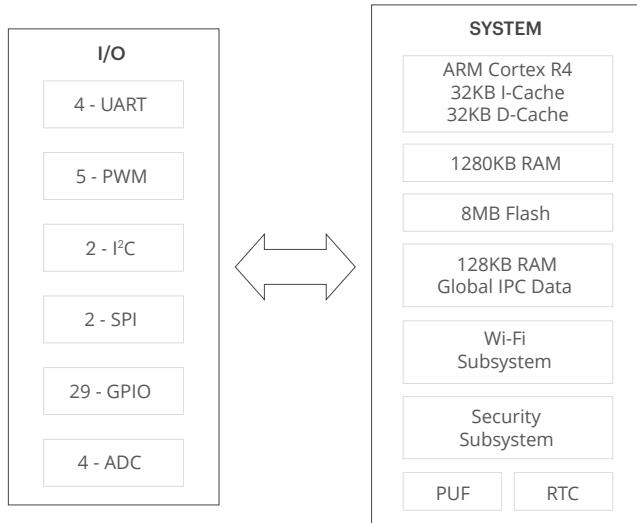 I/O
4 - UART
5 - PWM
2 - I²C
2 - SPI
29 - GPIO
4 - ADC
SYSTEM
ARM Cortex R4
32KB I-Cache
32KB D-Cache
1280KB RAM
8MB Flash
128KB RAM
Global IPC Data
Wi-Fi
Subsystem
Security
Subsystem
PUF
RTC